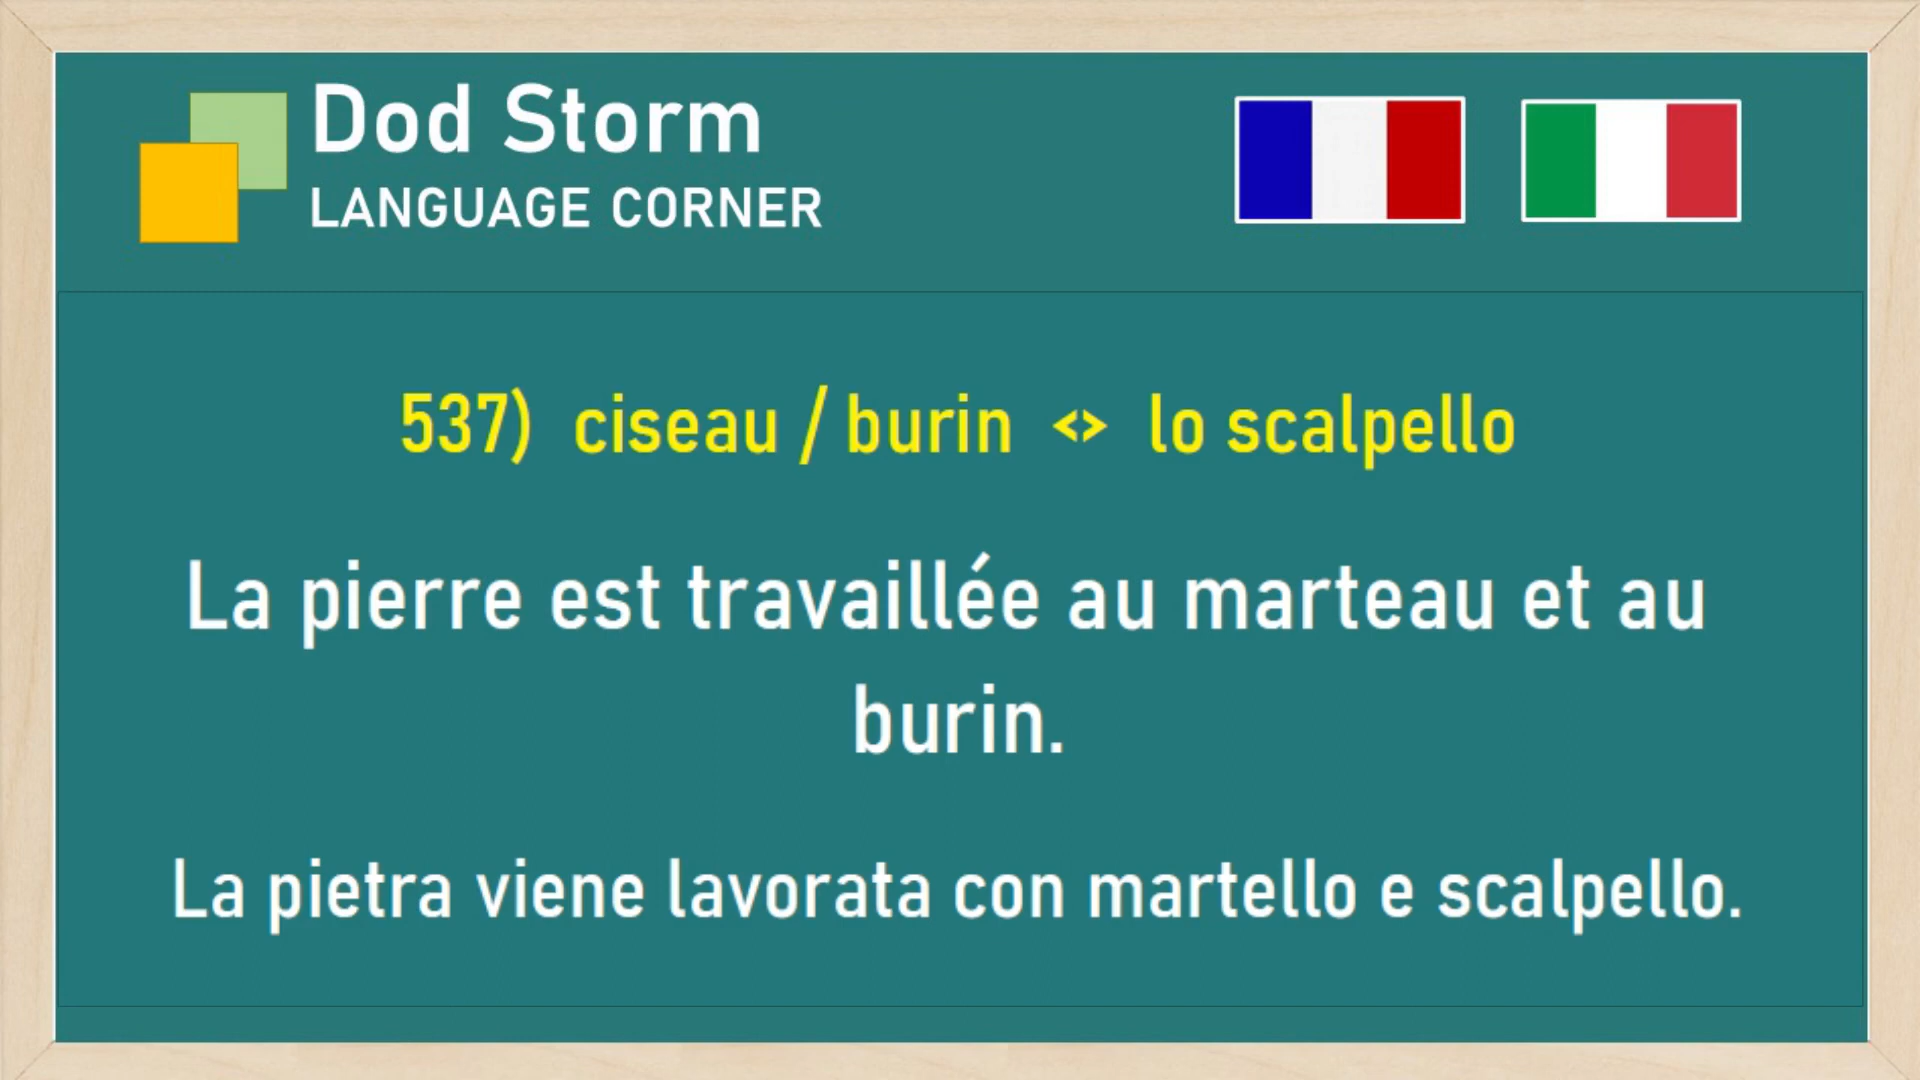 Dod Storm
LANGUAGE CORNER
537) ciseau / burin <> lo scalpello
La pierre est travaillée au marteau et au
burin.
La pietra viene lavorata con martello e scalpello.